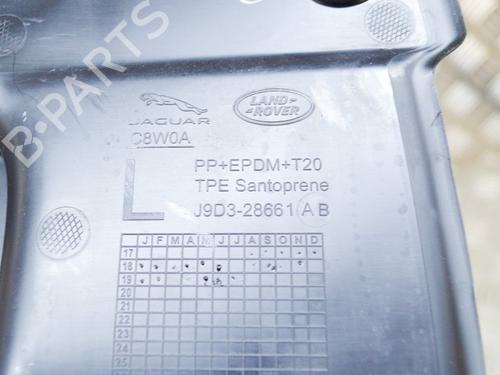 B-PARTS
JAGUAR
LAND ROVER
C8W0A
L
PP+EPDM+T20
TPE Santoprene
J9D3-28661 AB
J F M A M J J A S O N D
17
18
19
20
21
22
23
24